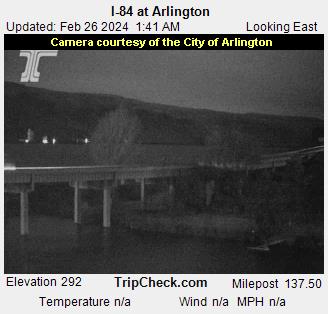 I-84 at Arlington
Updated: Feb 26 2024 1:41 AM Looking East
Camera courtesy of the City of Arlington
Elevation 292 TripCheck.com Milepost 137.50
Temperature n/a Wind n/a MPH n/a